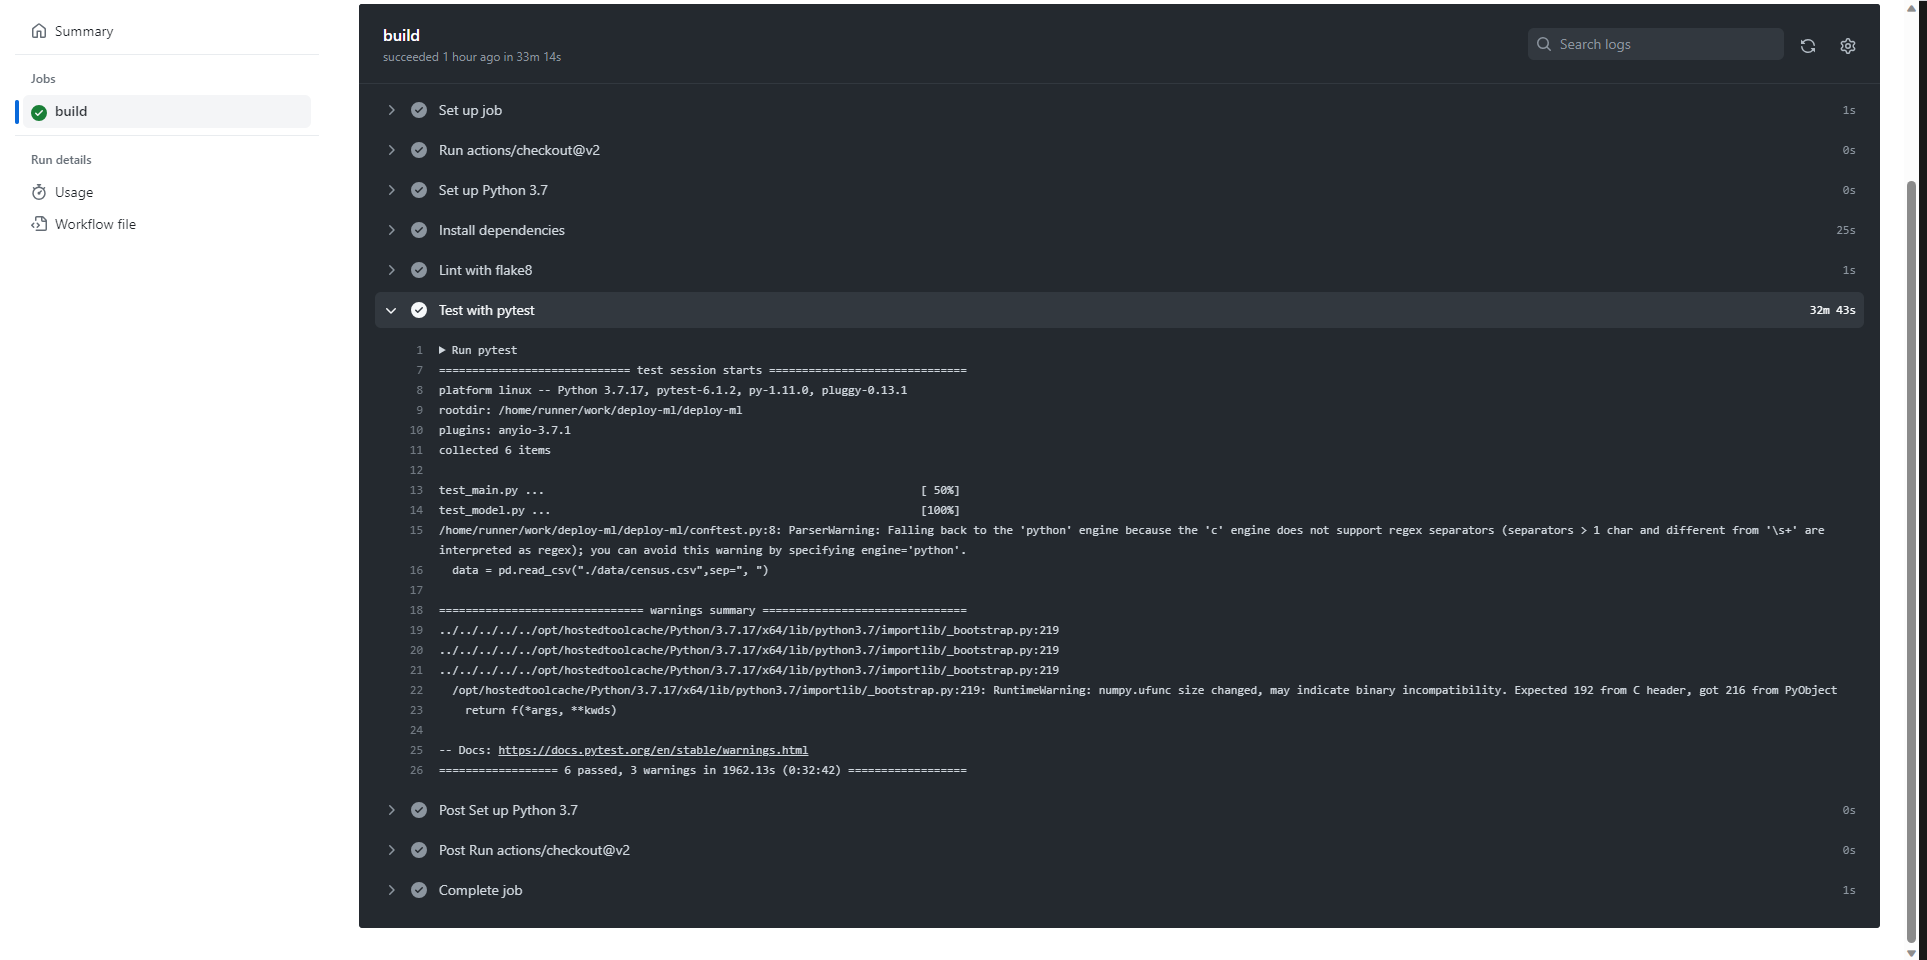 Summary
Jobs
build
Run details
Usage
Workflow file
build
succeeded 1 hour ago in 33m 14s
Search logs
Set up job 1s
Run actions/checkout@v2 0s
Set up Python 3.7 0s
Install dependencies 25s
Lint with flake8 1s
Test with pytest 32m 43s
1 ▶ Run pytest
7 ============================= test session starts ==============================
8 platform linux -- Python 3.7.17, pytest-6.1.2, py-1.11.0, pluggy-0.13.1
9 rootdir: /home/runner/work/deploy-ml/deploy-ml
10 plugins: anyio-3.7.1
11 collected 6 items
12
13 test_main.py ... [ 50%]
14 test_model.py ... [100%]
15 /home/runner/work/deploy-ml/deploy-ml/conftest.py:8: ParserWarning: Falling back to the 'python' engine because the 'c' engine does not support regex separators (separators > 1 char and different from '\s+' are
interpreted as regex); you can avoid this warning by specifying engine='python'.
16 data = pd.read_csv("./data/census.csv",sep=", ")
17
18 =============================== warnings summary ===============================
19 ../../../../../opt/hostedtoolcache/Python/3.7.17/x64/lib/python3.7/importlib/_bootstrap.py:219
20 ../../../../../opt/hostedtoolcache/Python/3.7.17/x64/lib/python3.7/importlib/_bootstrap.py:219
21 ../../../../../opt/hostedtoolcache/Python/3.7.17/x64/lib/python3.7/importlib/_bootstrap.py:219
22 /opt/hostedtoolcache/Python/3.7.17/x64/lib/python3.7/importlib/_bootstrap.py:219: RuntimeWarning: numpy.ufunc size changed, may indicate binary incompatibility. Expected 192 from C header, got 216 from PyObject
23 return f(*args, **kwds)
24
25 -- Docs: https://docs.pytest.org/en/stable/warnings.html
26 ================== 6 passed, 3 warnings in 1962.13s (0:32:42) ==================
Post Set up Python 3.7 0s
Post Run actions/checkout@v2 0s
Complete job 1s